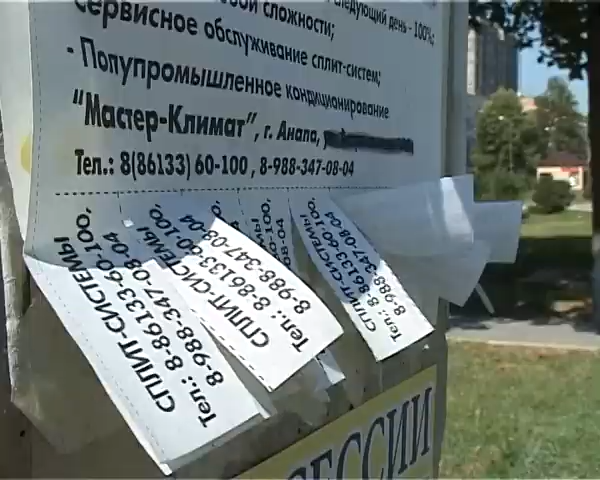 сложности;
следующий день - 100%;
Сервисное обслуживание сплит-систем;
- Полупромышленное кондиционирование
"Мастер-Климат", г. Анапа,
Тел.: 8(86133) 60-100 , 8-988-347-08-04
СПЛИТ-СИСТЕМЫ
Тел.: 8-86133-60-100,
8-988-347-08-04
СПЛИТ-СИСТЕМЫ
Тел.: 8-86133-60-100,
8-988-347-08-04
СПЛИТ-СИСТЕМЫ
Тел.: 8-86133-60-100,
8-988-347-08-04
ССИИ